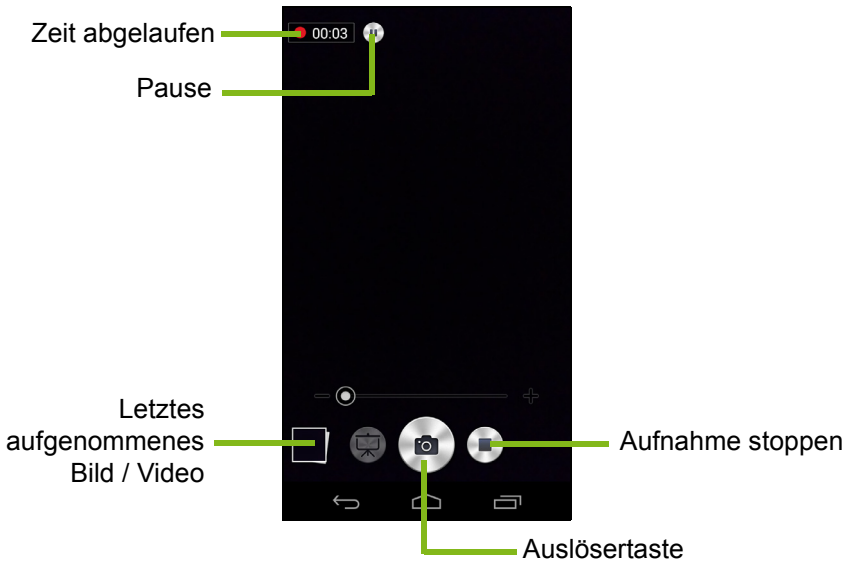 Zeit abgelaufen
00:03
Pause
Letztes
aufgenommenes
Bild / Video
Aufnahme stoppen
Auslösertaste